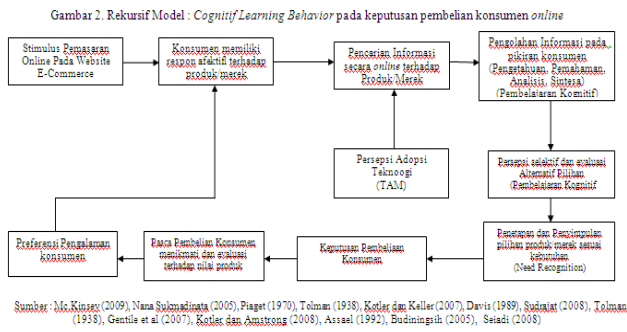 Gambar 2. Rekursif Model : Cognitif Learning Behavior pada keputusan pembelian konsumen online
Stimulus Pemasaran
Online Pada Website
E-Commerce
Konsumen memiliki
respon afektif terhadap
produk/merek
Pencarian Informasi
secara online terhadap
Produk/Merek
Pengolahan Informasi pada
pikiran konsumen
(Pengetahuan, Pemahaman,
Analisis, Sintesa)
(Pembelajaran Kognitif)
Persepsi Adopsi
Teknoogi
(TAM)
Persepsi selektif dan evaluasi
Alternatif Pilihan
(Pembelajaran Kognitif
Preferensi Pengalaman
konsumen
Pasca Pembelian Konsumen
menikmati dan evaluasi
terhadap nilai produk
Keputusan Pembeliaan
Konsumen
Penetapan dan Penyimpulan
pilihan produk/merek sesuai
kebutuhan
(Need Recognition)
Sumber : Mc.Kinsey (2009), Nana Sukmadinata (2005),Piaget (1970), Tolman (1938), Kotler dan Keller (2007), Davis (1989), Sudrajat (2008), Tolman
(1938), Gentile et al (2007), Kotler dan Amstrong (2008), Assael (1992), Budiningsih (2005), Seiadi (2008)